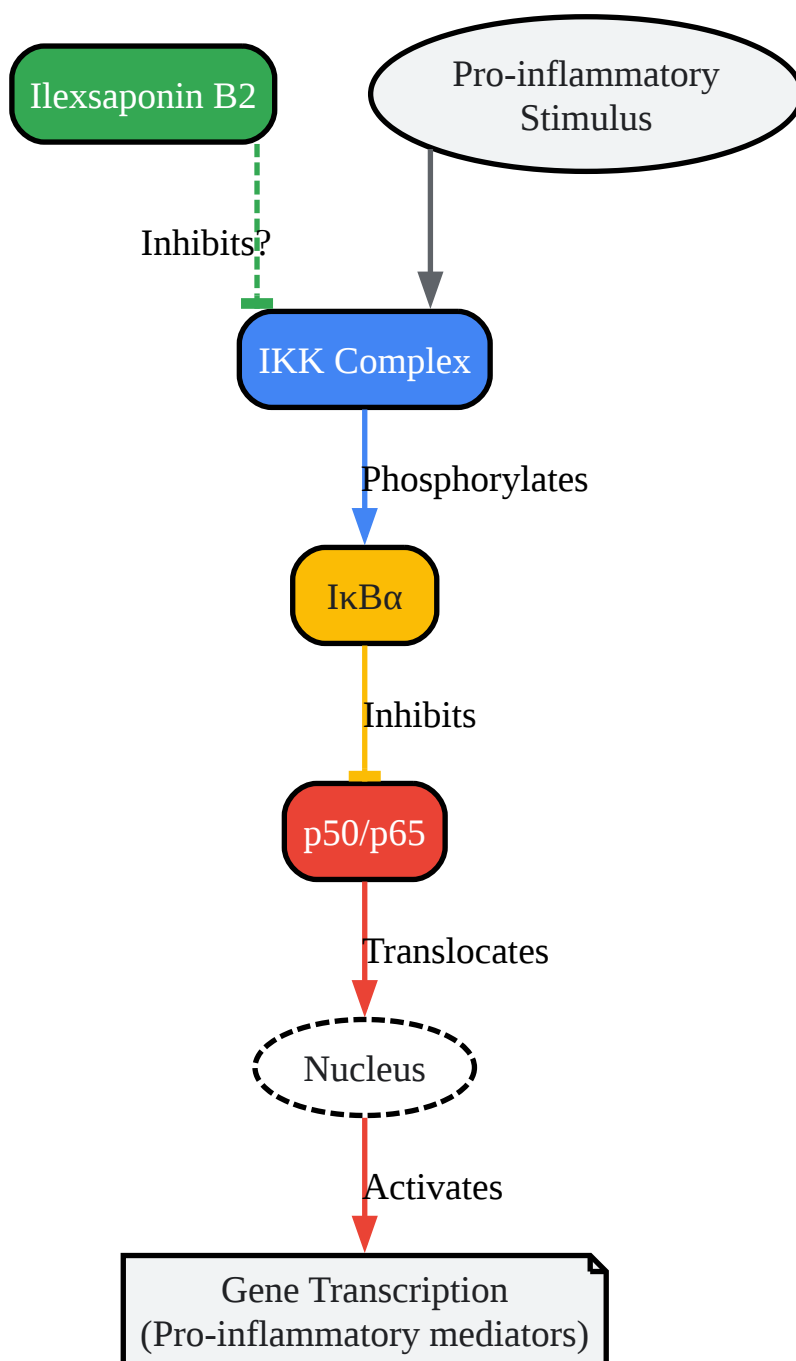 Ilexsaponin B2
Pro-inflammatory
Stimulus
Inhibits?
IKK Complex
Phosphorylates
IκBα
Inhibits
p50/p65
Translocates
Nucleus
Activates
Gene Transcription
(Pro-inflammatory mediators)